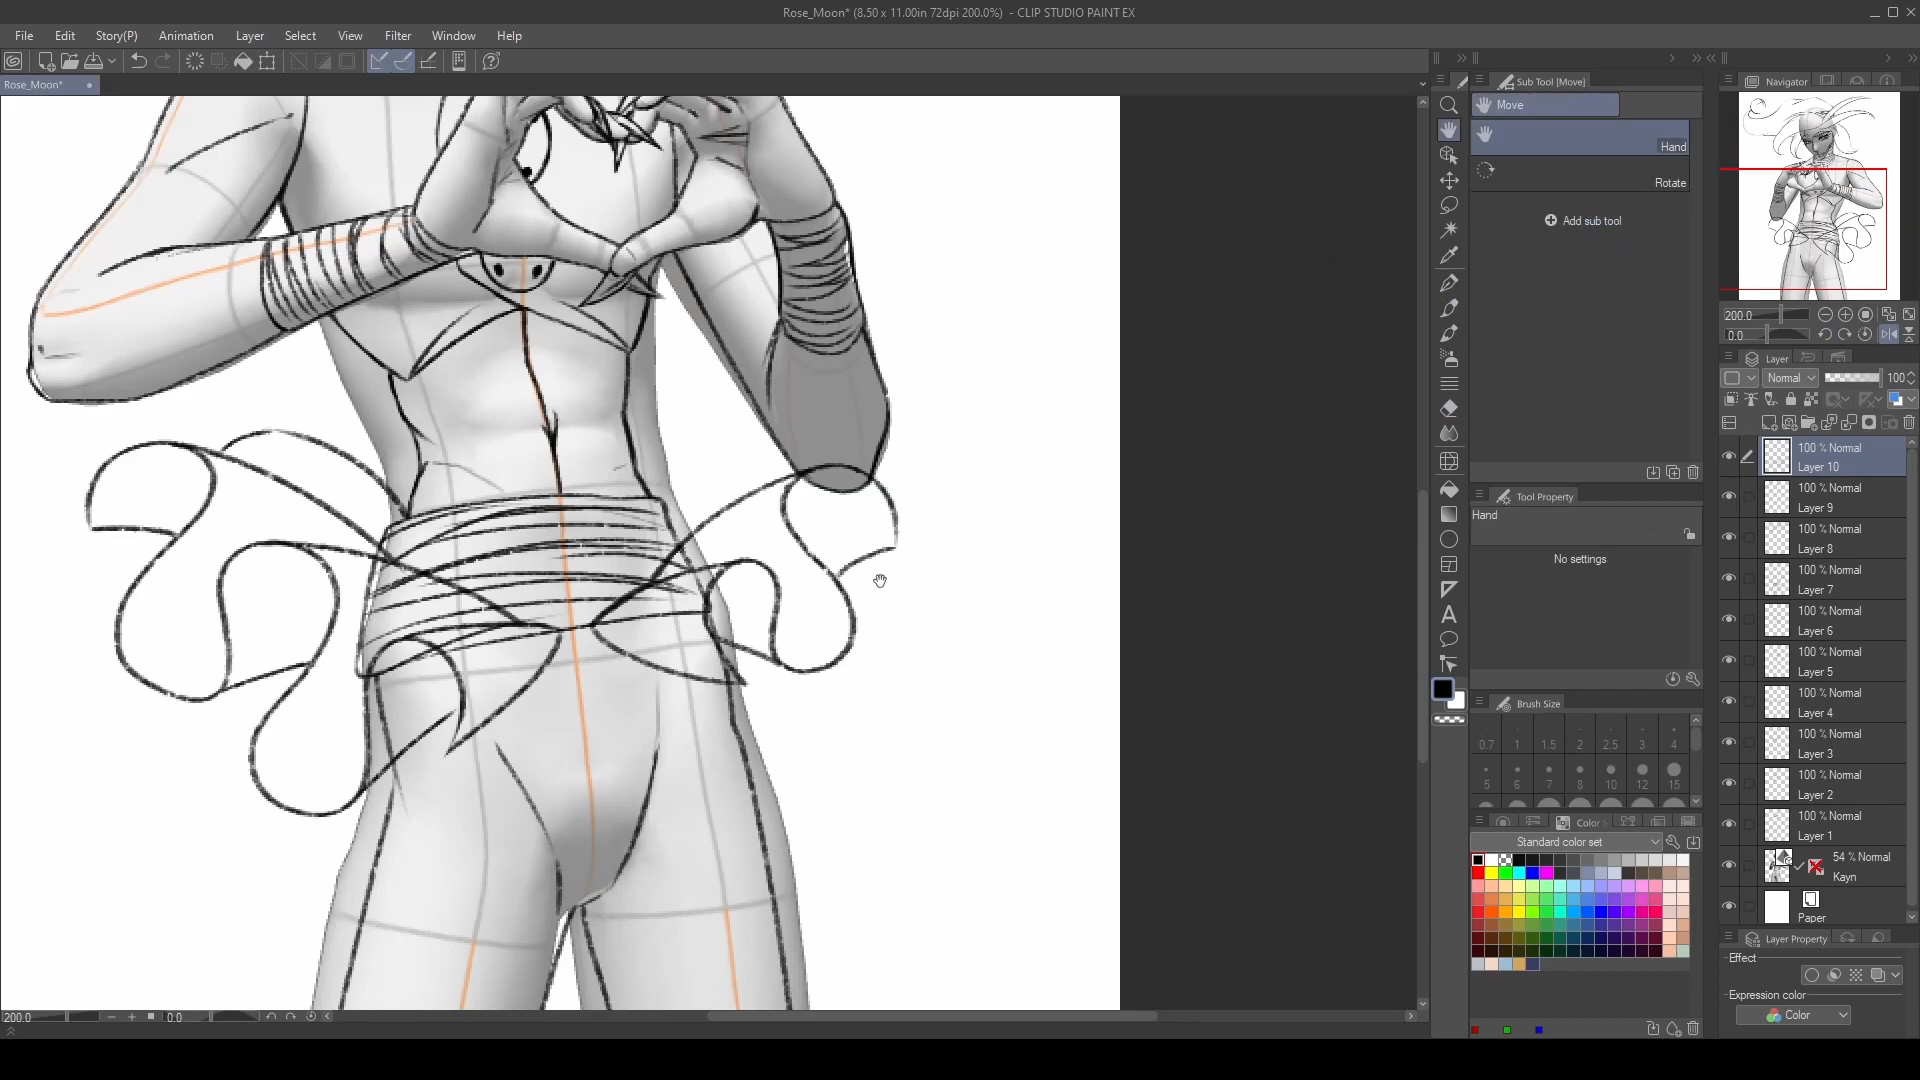 Rose_Moon* (8.50 x 11.00in 72dpi 200.0%) - CLIP STUDIO PAINT EX
File Edit Story(P) Animation Layer Select View Filter Window Help
Rose_Moon*
Sub Tool [Move]
Navigator
Move
Hand
Rotate
Add sub tool
200.0
0.0
Layer
Normal 100
100 % Normal
Layer 10
100 % Normal
Layer 9
100 % Normal
Layer 8
100 % Normal
Layer 7
100 % Normal
Layer 6
100 % Normal
Layer 5
100 % Normal
Layer 4
100 % Normal
Layer 3
100 % Normal
Layer 2
100 % Normal
Layer 1
54 % Normal
Kayn
Paper
Tool Property
Hand
No settings
Brush Size
0.7 1 1.5 2 2.5 3 4
5 6 7 8 10 12 15
Color
Standard color set
Layer Property
Effect
Expression color
Color
200.0 0.0